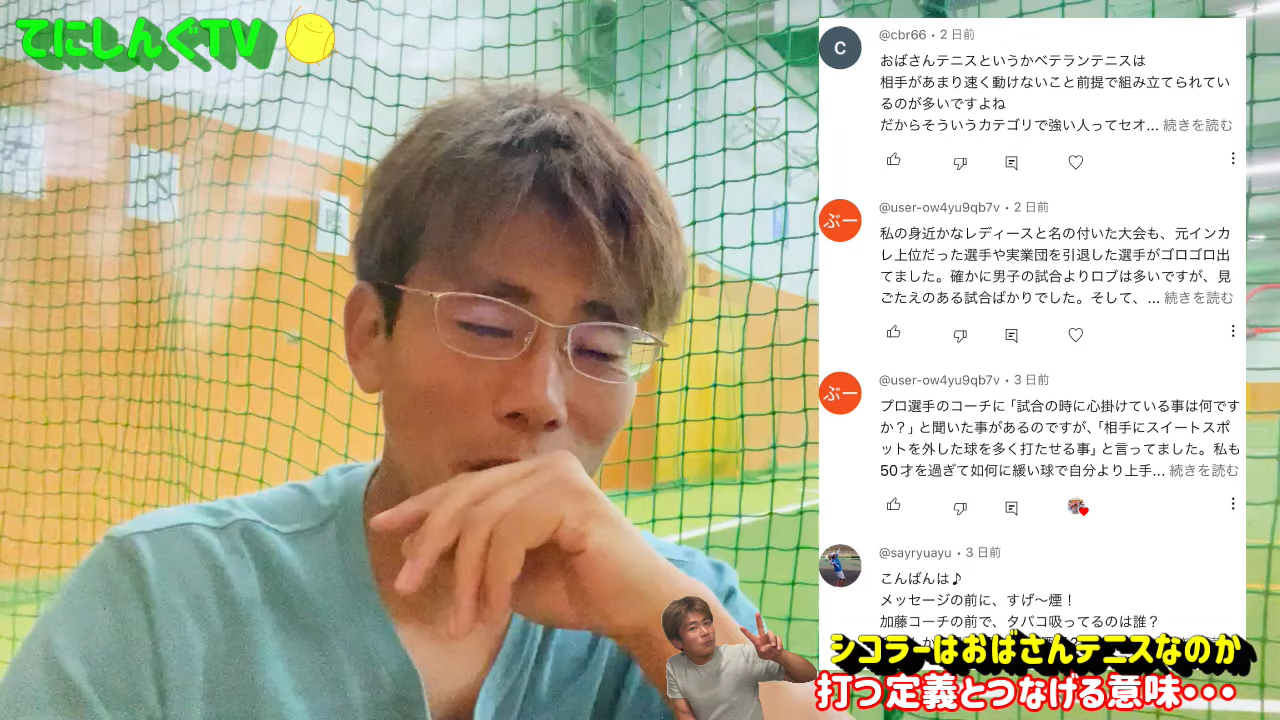 てにしんぐTV
C
@cbr66・2 日前
おばさんテニスというかベテランテニスは
相手があまり速く動けないこと前提で組み立てられてい
るのが多いですよね
だからそういうカテゴリで強い人ってセオ... 続きを読む
ぶー
@user-ow4yu9qb7v・2 日前
私の身近かなレディースと名の付いた大会も、元インカ
レ上位だった選手や実業団を引退した選手がゴロゴロ出
てました。確かに男子の試合よりロブは多いですが、見
ごたえのある試合ばかりでした。そして、... 続きを読む
ぶー
@user-ow4yu9qb7v・3 日前
プロ選手のコーチに「試合の時に心掛けている事は何です
か？」と聞いた事があるのですが、「相手にスイートスポ
ットを外した球を多く打たせる事」と言ってました。私も
50才を過ぎて如何に緩い球で自分より上手... 続きを読む
@sayryuayu・3 日前
こんばんは♪
メッセージの前に、すげ〜煙！
加藤コーチの前で、タバコ吸ってるのは誰？
シコラーはおばさんテニスなのか
打つ定義とつなげる意味・・・